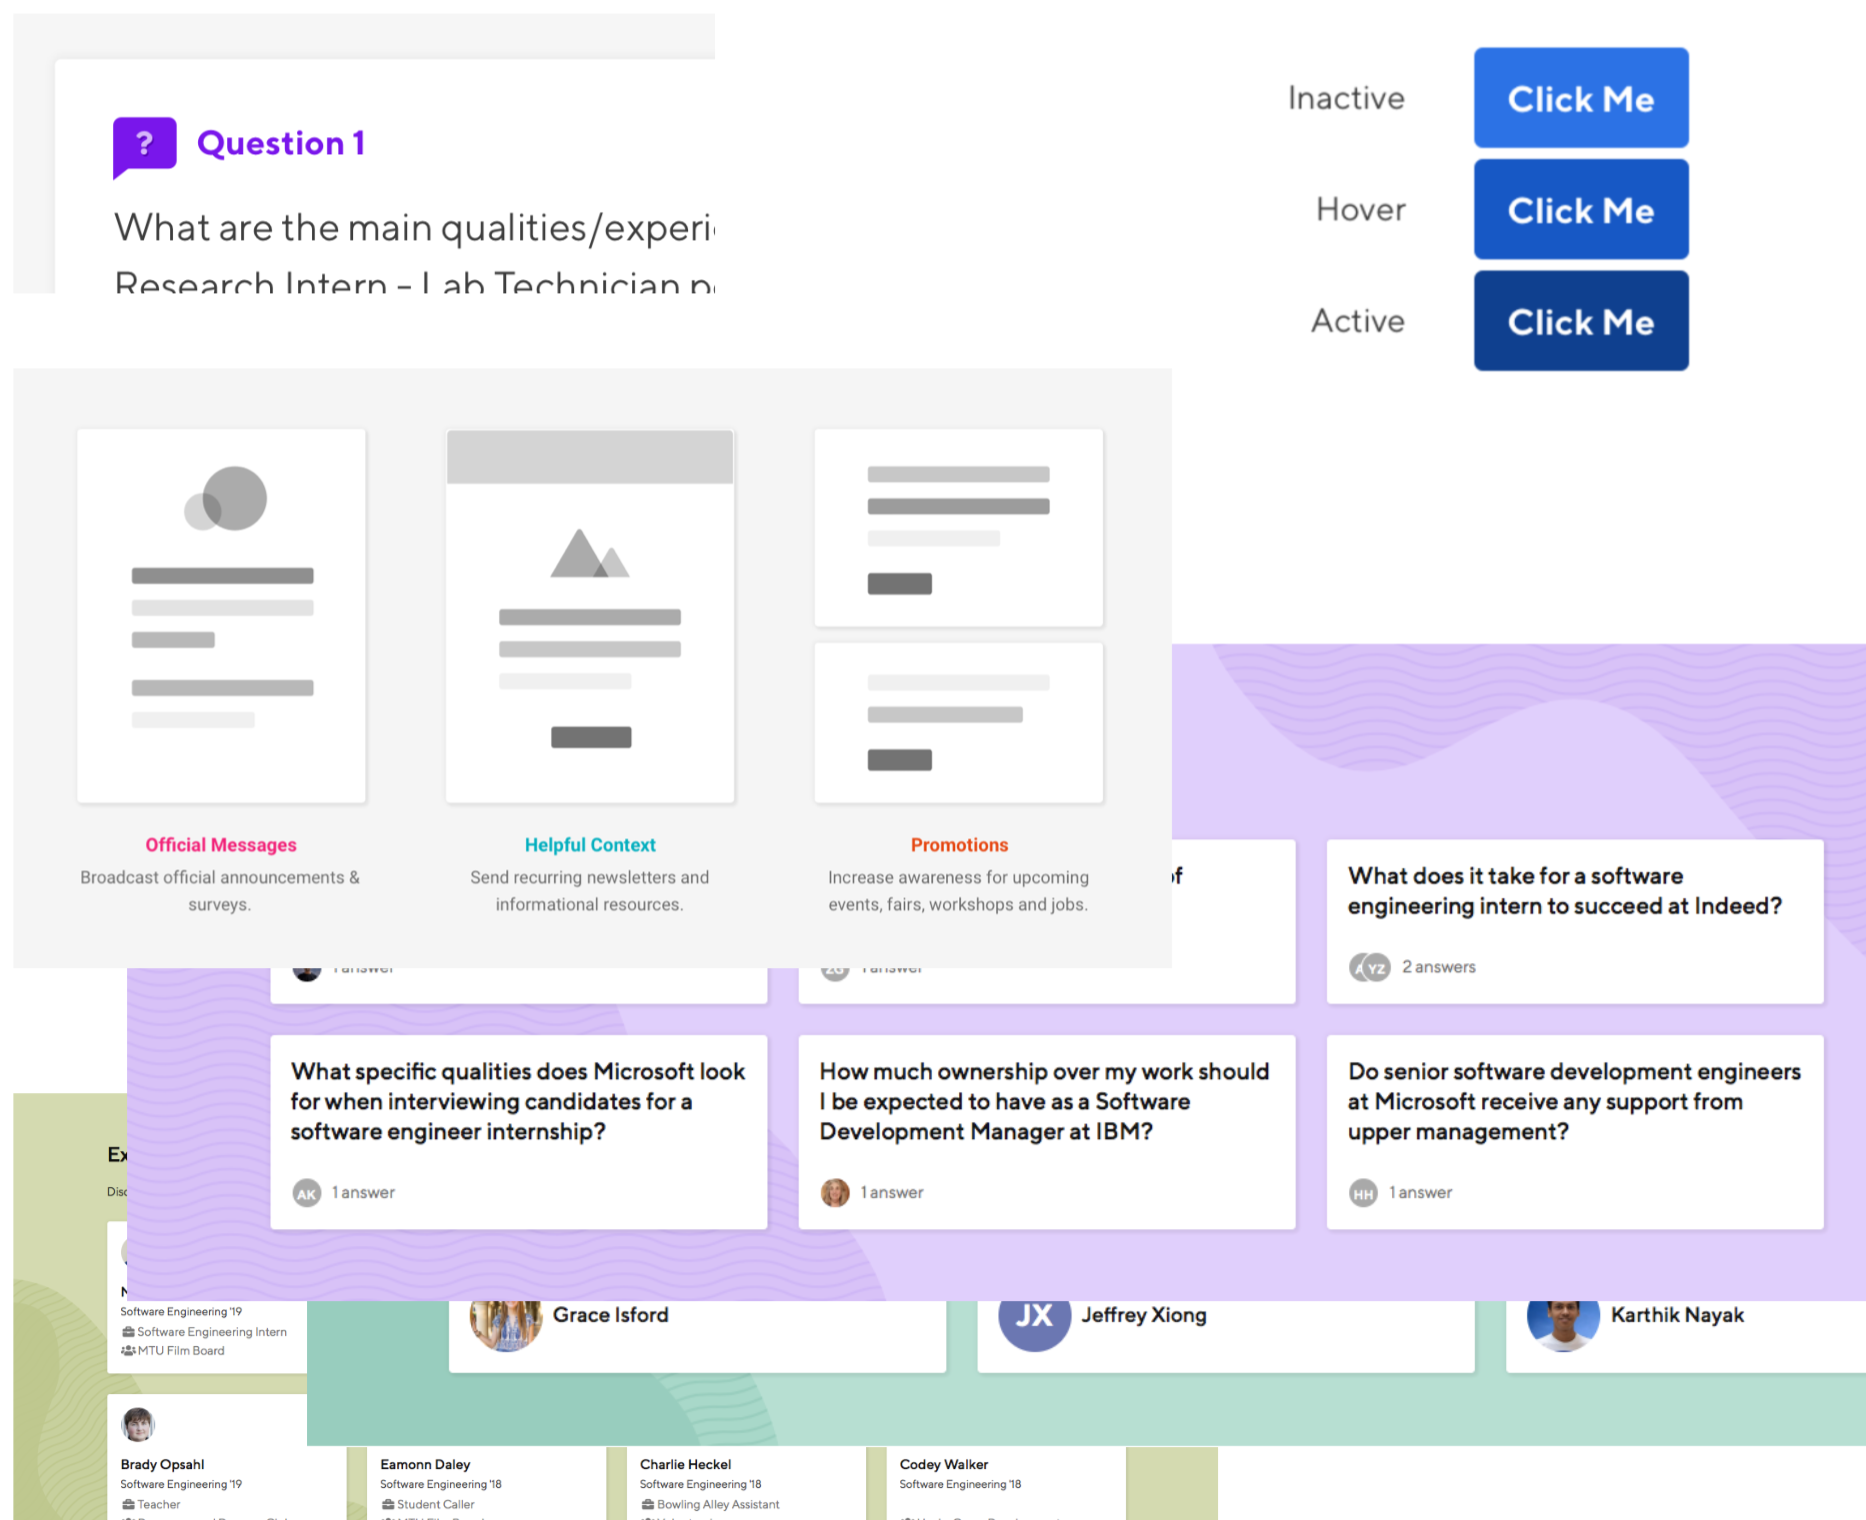 Question 1
What are the main qualities/experi
Research Intern - Lab Technician
Inactive
Click Me
Hover
Click Me
Active
Click Me
Official Messages
Broadcast official announcements &
surveys.
Helpful Context
Send recurring newsletters and
informational resources.
Promotions
Increase awareness for upcoming
events, fairs, workshops and jobs.
What does it take for a software
engineering intern to succeed at Indeed?
YZ
2 answers
1 answer
ZG
1 answer
What specific qualities does Microsoft look
for when interviewing candidates for a
software engineer internship?
AK
1 answer
How much ownership over my work should
I be expected to have as a Software
Development Manager at IBM?
1 answer
Do senior software development engineers
at Microsoft receive any support from
upper management?
HH
1 answer
Ex
Disc
Software Engineering '19
Software Engineering Intern
MTU Film Board
Grace Isford
JX
Jeffrey Xiong
Karthik Nayak
Brady Opsahl
Software Engineering '19
Teacher
Eamonn Daley
Software Engineering '18
Student Caller
Charlie Heckel
Software Engineering '18
Bowling Alley Assistant
Codey Walker
Software Engineering '18